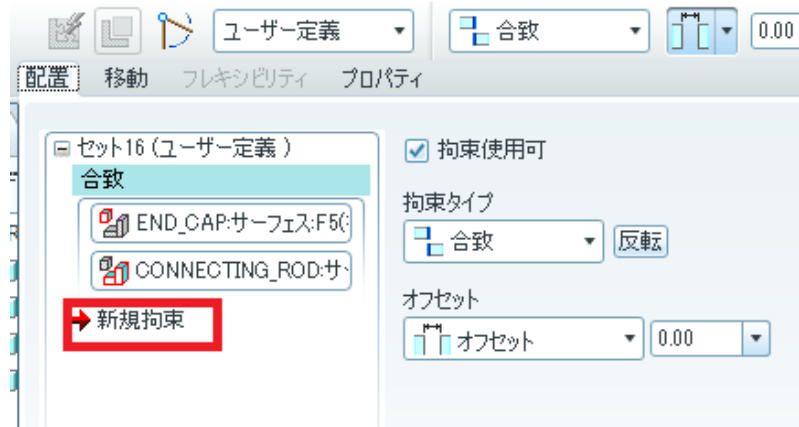 ユーザー定義 合致 0.00
配置 移動 フレキシビリティ プロパティ
セット16 (ユーザー定義 )
合致
END_CAP:サーフェス:F5(
CONNECTING_ROD:サ
新規拘束
拘束使用可
拘束タイプ
合致 反転
オフセット
オフセット 0.00